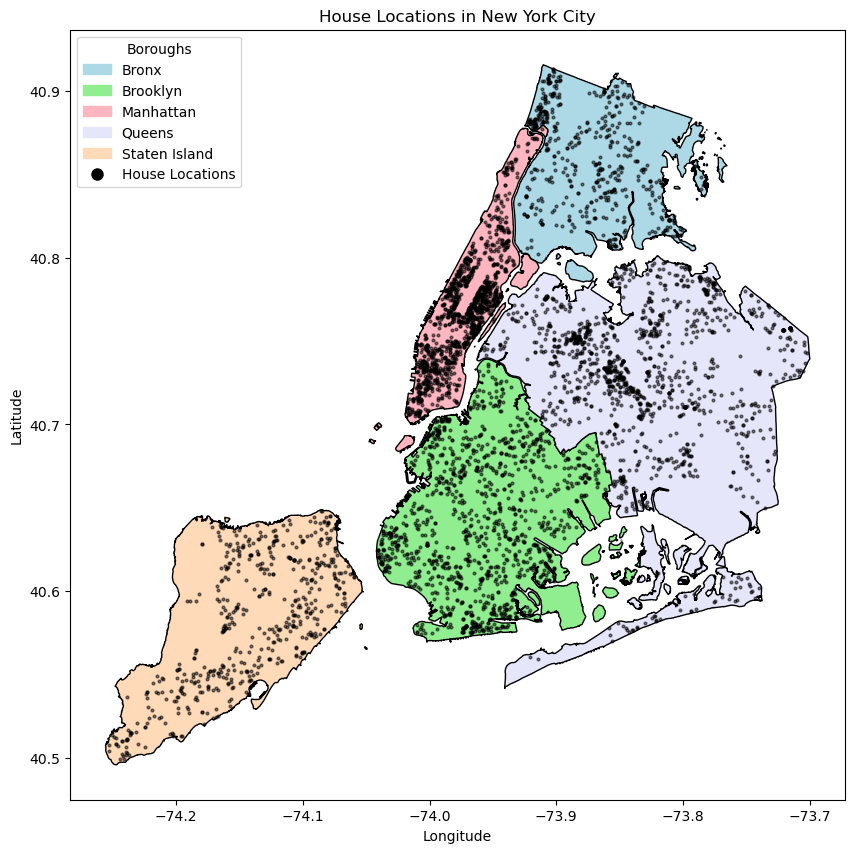 House Locations in New York City
Boroughs
Bronx
Brooklyn
Manhattan
Queens
Staten Island
House Locations
40.9
40.8
40.7
40.6
40.5
Latitude
−74.2 −74.1 −74.0 −73.9 −73.8 −73.7
Longitude